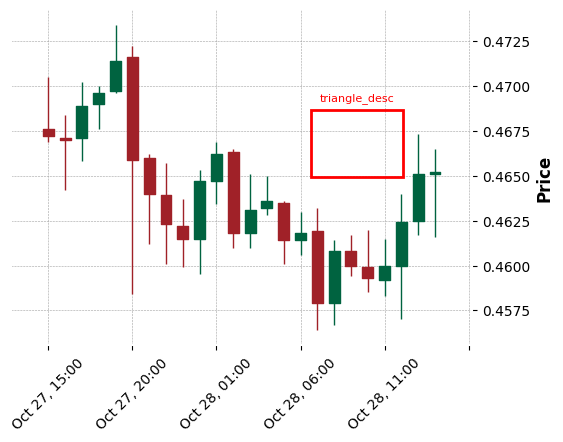 0.4725
0.4700
triangle_desc
0.4675
0.4650
Price
0.4625
0.4600
0.4575
Oct 27, 15:00
Oct 27, 20:00
Oct 28, 01:00
Oct 28, 06:00
Oct 28, 11:00